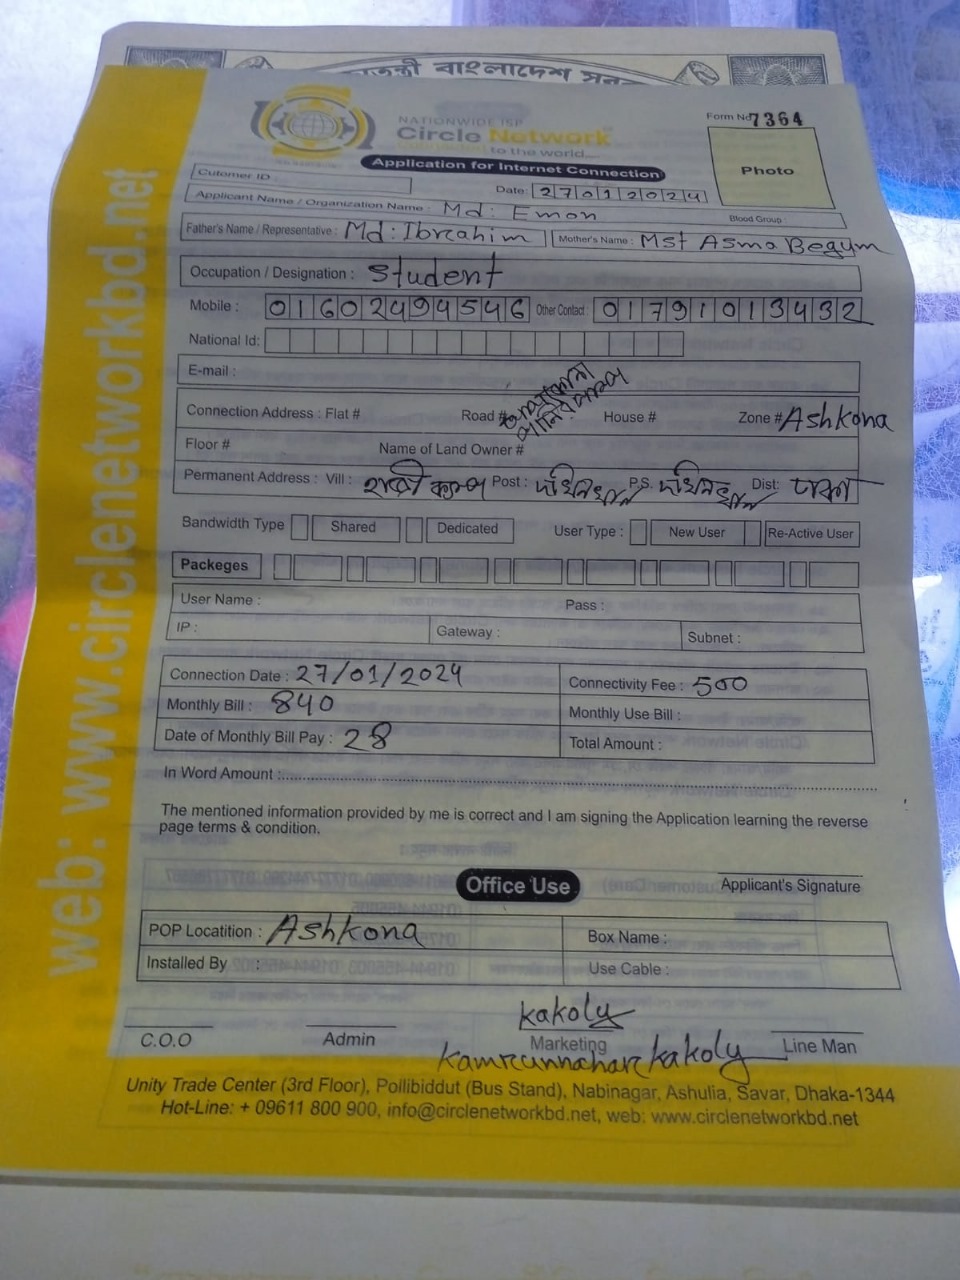 তন্ত্রী বাংলাদেশ সর
Form No 7364
NATIONWIDE ISP
Circle Network
Connected to the world...
Application for Internet Connection
Photo
Cutomer ID :
Date: 27012024
Applicant Name / Organization Name : Md: Emon
Blood Group :
Father's Name / Representative : Md: Ibrahim Mother's Name : Mst Asma Begum
Occupation / Designation : Student
Mobile : 01602494546 Other Contact : 01791013432
National Id:
E-mail :
Connection Address : Flat # Road # House # Zone # Ashkona
Floor # Name of Land Owner #
Permanent Address : Vill : হাজী ক্যাম্প Post : দক্ষিনখান P.S. দক্ষিনখান Dist: ঢাকা
Bandwidth Type Shared Dedicated User Type : New User Re-Active User
Packeges
User Name : Pass :
IP : Gateway : Subnet :
Connection Date : 27/01/2024 Connectivity Fee : 500
Monthly Bill : 840 Monthly Use Bill :
Date of Monthly Bill Pay : 28 Total Amount :
In Word Amount :
The mentioned information provided by me is correct and I am signing the Application learning the reverse
page terms & condition.
Office Use
Applicant's Signature
POP Locatition : Ashkona Box Name :
Installed By : Use Cable :
kakoly
C.O.O Admin Marketing Line Man
Kamrunnahar kakoly
Unity Trade Center (3rd Floor), Pollibiddut (Bus Stand), Nabinagar, Ashulia, Savar, Dhaka-1344
Hot-Line: + 09611 800 900, info@circlenetworkbd.net, web: www.circlenetworkbd.net
web: www.circlenetworkbd.net